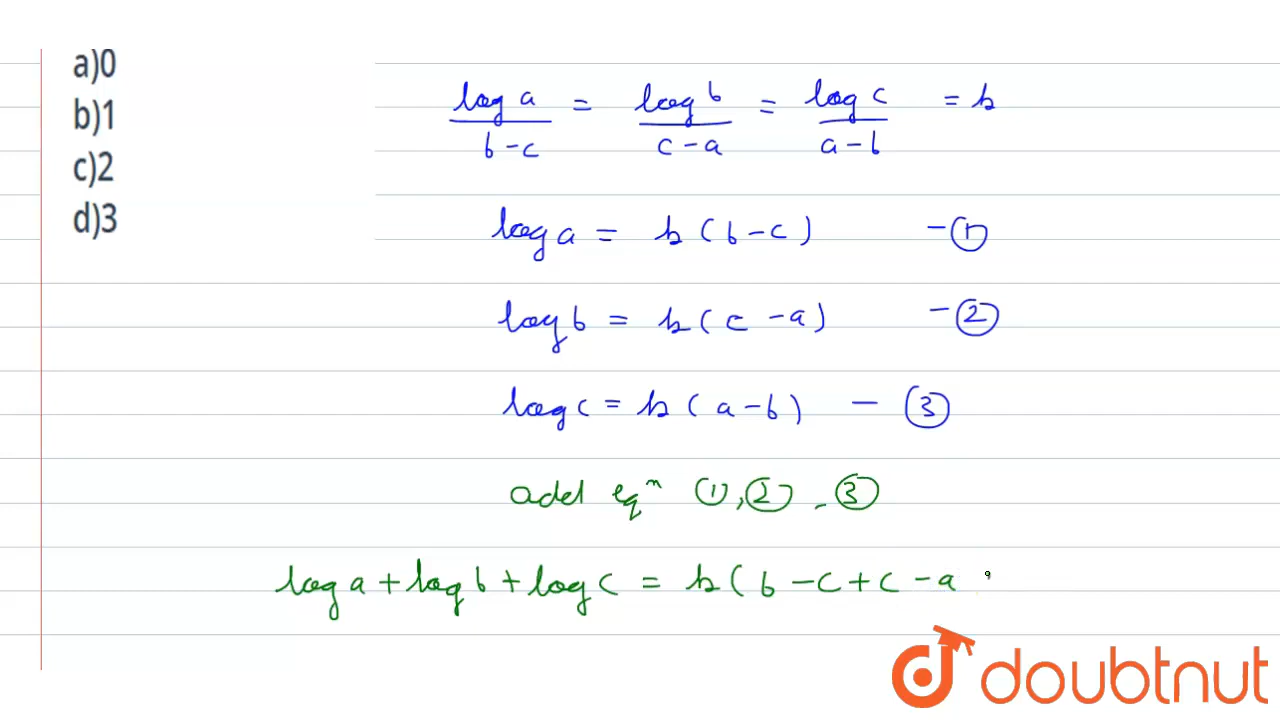 a)0
b)1
c)2
d)3
log a / b-c = log b / c-a = log c / a-b = k
log a = k (b-c) -①
log b = k (c-a) -②
log c = k (a-b) - ③
add eqⁿ ①,②,③
log a + log b + log c = k (b-c+c-a
doubtnut